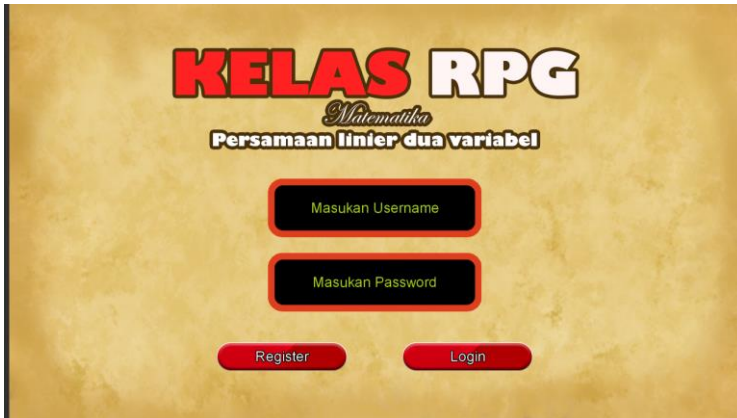 KELAS RPG
Matematika
Persamaan linier dua variabel
Masukan Username
Masukan Password
Register Login